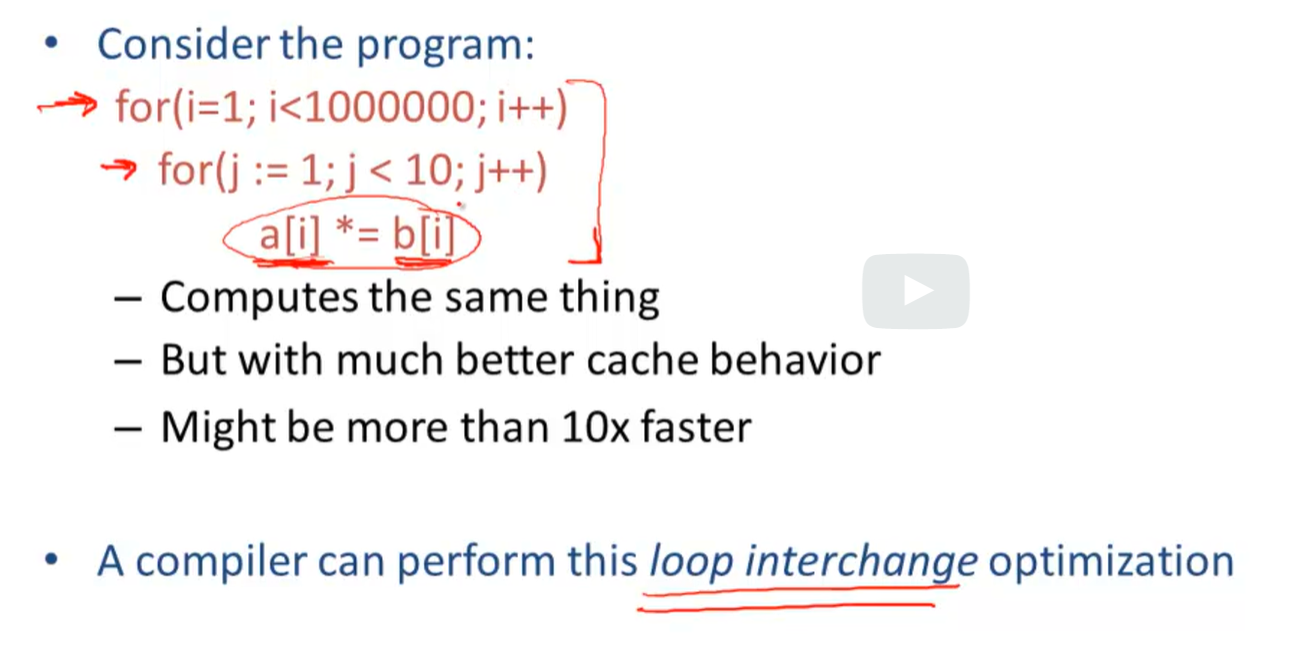 • Consider the program:
for(i=1; i<1000000; i++)
for(j := 1; j < 10; j++)
a[i] *= b[i]
– Computes the same thing
– But with much better cache behavior
– Might be more than 10x faster
• A compiler can perform this loop interchange optimization